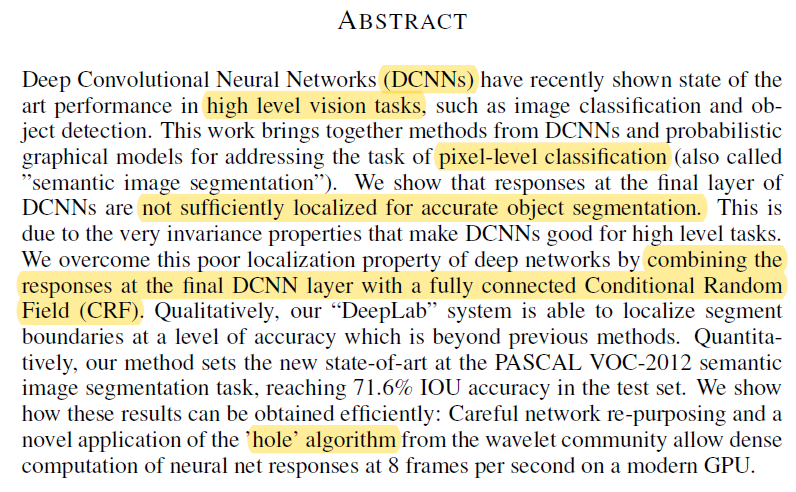 ABSTRACT
Deep Convolutional Neural Networks (DCNNs) have recently shown state of the
art performance in high level vision tasks, such as image classification and ob-
ject detection. This work brings together methods from DCNNs and probabilistic
graphical models for addressing the task of pixel-level classification (also called
”semantic image segmentation”). We show that responses at the final layer of
DCNNs are not sufficiently localized for accurate object segmentation. This is
due to the very invariance properties that make DCNNs good for high level tasks.
We overcome this poor localization property of deep networks by combining the
responses at the final DCNN layer with a fully connected Conditional Random
Field (CRF). Qualitatively, our “DeepLab” system is able to localize segment
boundaries at a level of accuracy which is beyond previous methods. Quantita-
tively, our method sets the new state-of-art at the PASCAL VOC-2012 semantic
image segmentation task, reaching 71.6% IOU accuracy in the test set. We show
how these results can be obtained efficiently: Careful network re-purposing and a
novel application of the ’hole’ algorithm from the wavelet community allow dense
computation of neural net responses at 8 frames per second on a modern GPU.